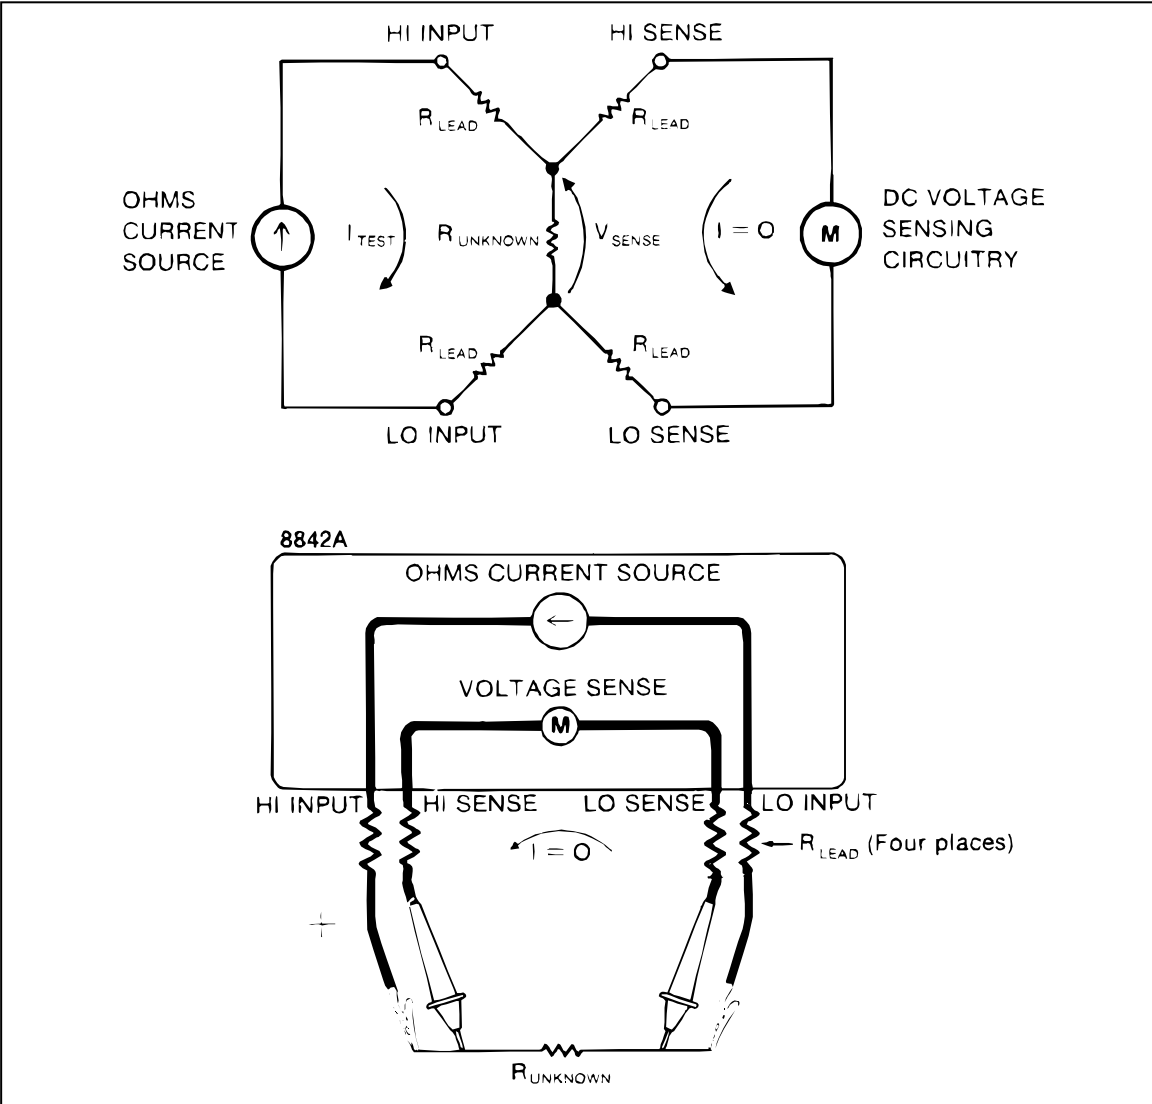 HI INPUT
HI SENSE
R LEAD
R LEAD
OHMS
CURRENT
SOURCE
I TEST
R UNKNOWN
V SENSE
I = O
M
DC VOLTAGE
SENSING
CIRCUITRY
R LEAD
R LEAD
LO INPUT
LO SENSE
8842A
OHMS CURRENT SOURCE
VOLTAGE SENSE
M
HI INPUT
HI SENSE
LO SENSE
LO INPUT
I = O
R LEAD (Four places)
R UNKNOWN